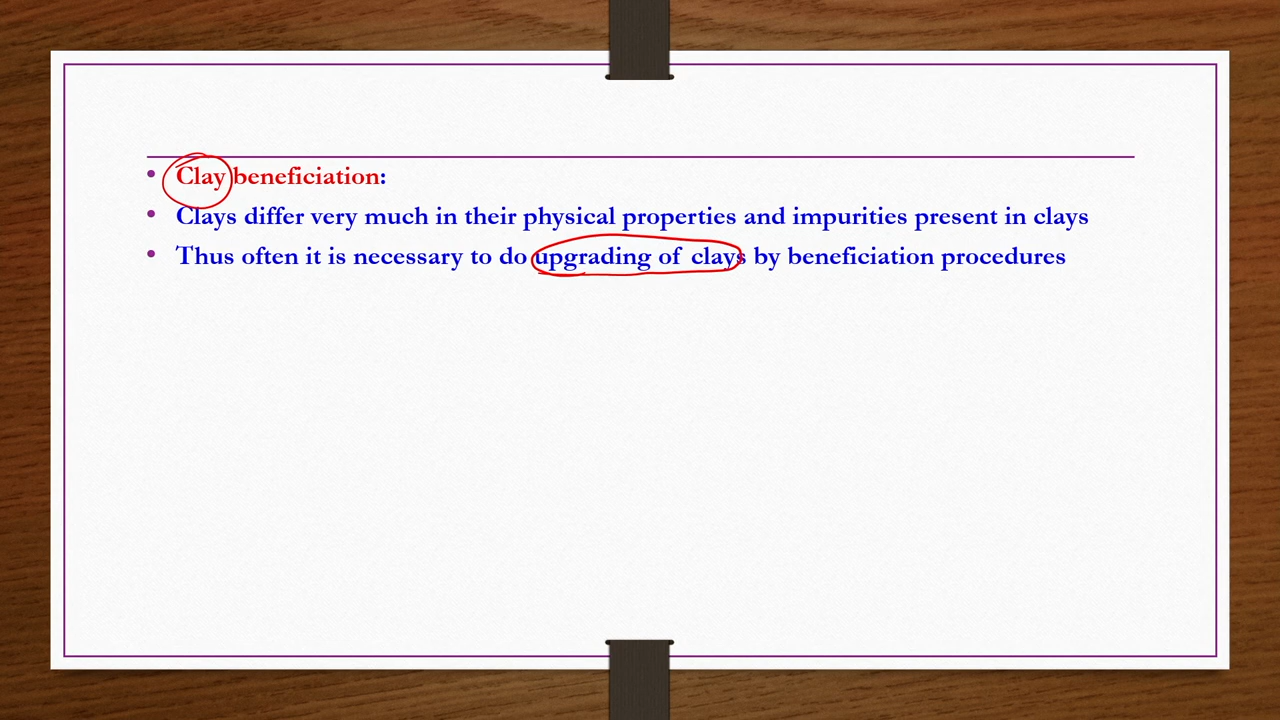 • Clay beneficiation:
• Clays differ very much in their physical properties and impurities present in clays
• Thus often it is necessary to do upgrading of clays by beneficiation procedures